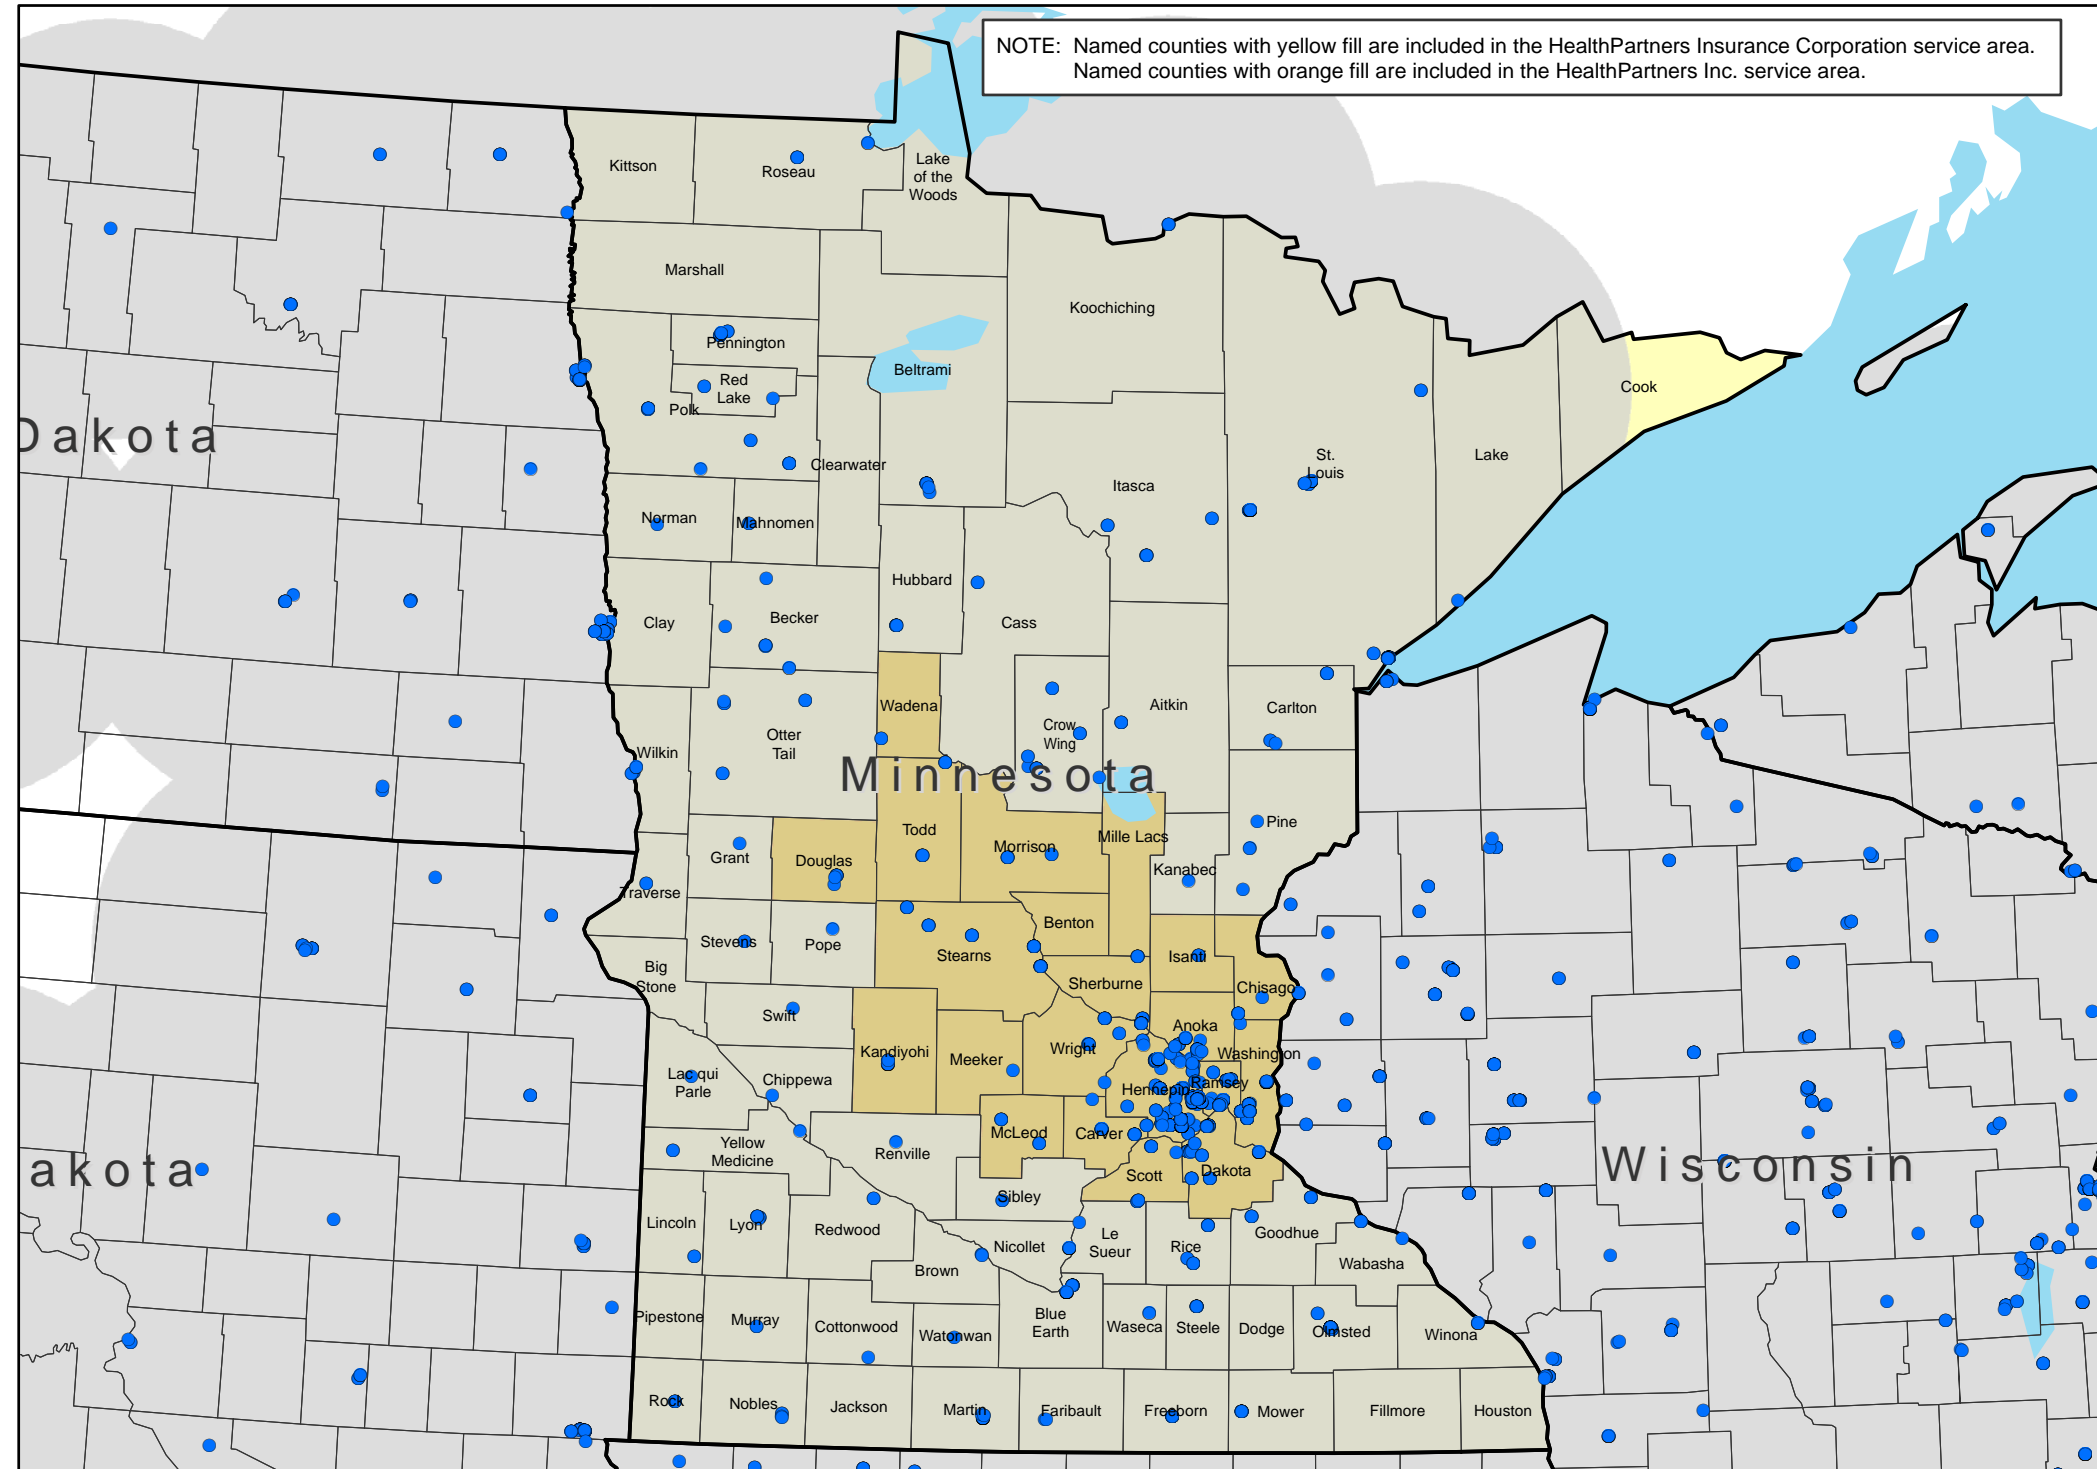 NOTE: Named counties with yellow fill are included in the HealthPartners Insurance Corporation service area.
Named counties with orange fill are included in the HealthPartners Inc. service area.
Kittson
Roseau
Lake
of the
Woods
Marshall
Koochiching
Pennington
Beltrami
Red
Lake
Cook
Polk
Dakota
Clearwater
St.
Louis
Lake
Itasca
Norman
Mahnomen
Hubbard
Clay
Becker
Cass
Wadena
Aitkin
Carlton
Crow
Wing
Otter
Tail
Wilkin
Minnesota
Pine
Todd
Mille Lacs
Morrison
Grant
Douglas
Kanabec
Traverse
Benton
Stevens
Pope
Stearns
Isanti
Big
Stone
Sherburne
Chisago
Swift
Anoka
Kandiyohi
Meeker
Wright
Washington
Lac qui
Parle
Chippewa
Hennepin
Ramsey
McLeod
Carver
Yellow
Medicine
Renville
akota
Scott
Dakota
Wisconsin
Sibley
Lincoln
Lyon
Redwood
Le
Sueur
Goodhue
Nicollet
Rice
Brown
Wabasha
Pipestone
Murray
Cottonwood
Watonwan
Blue
Earth
Waseca
Steele
Dodge
Olmsted
Winona
Rock
Nobles
Jackson
Martin
Faribault
Freeborn
Mower
Fillmore
Houston